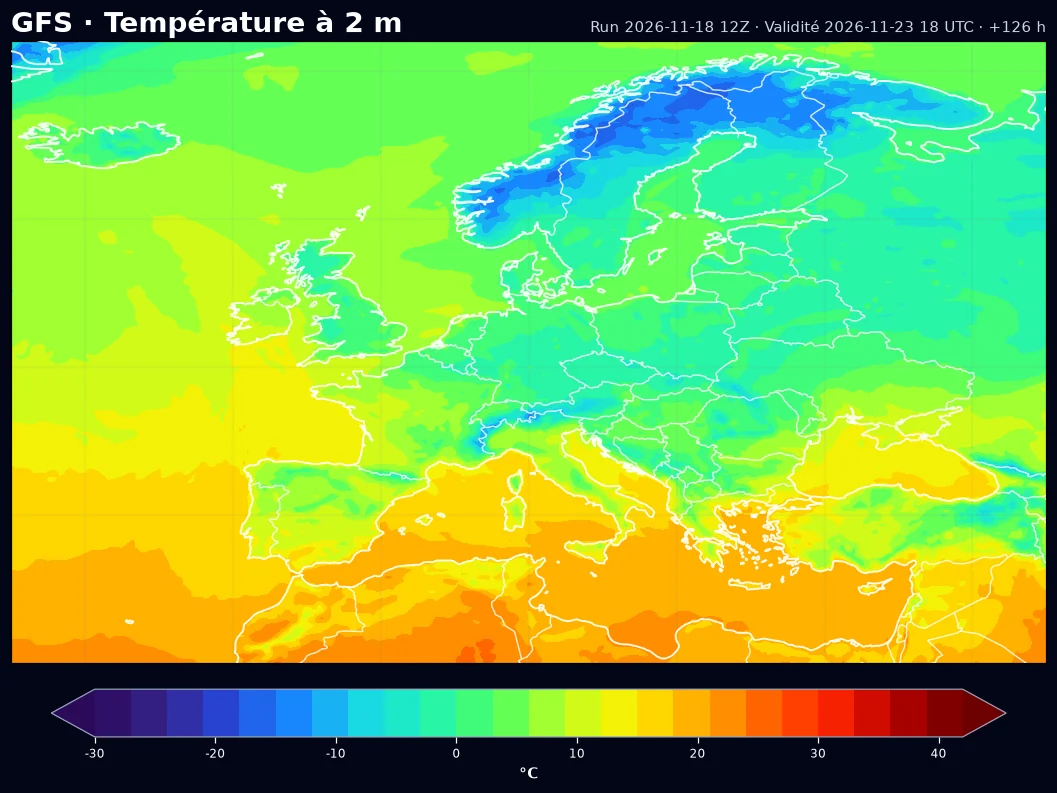 GFS · Température à 2 m
Run 2026-11-18 12Z · Validité 2026-11-23 18 UTC · +126 h
-30 -20 -10 0 10 20 30 40
°C